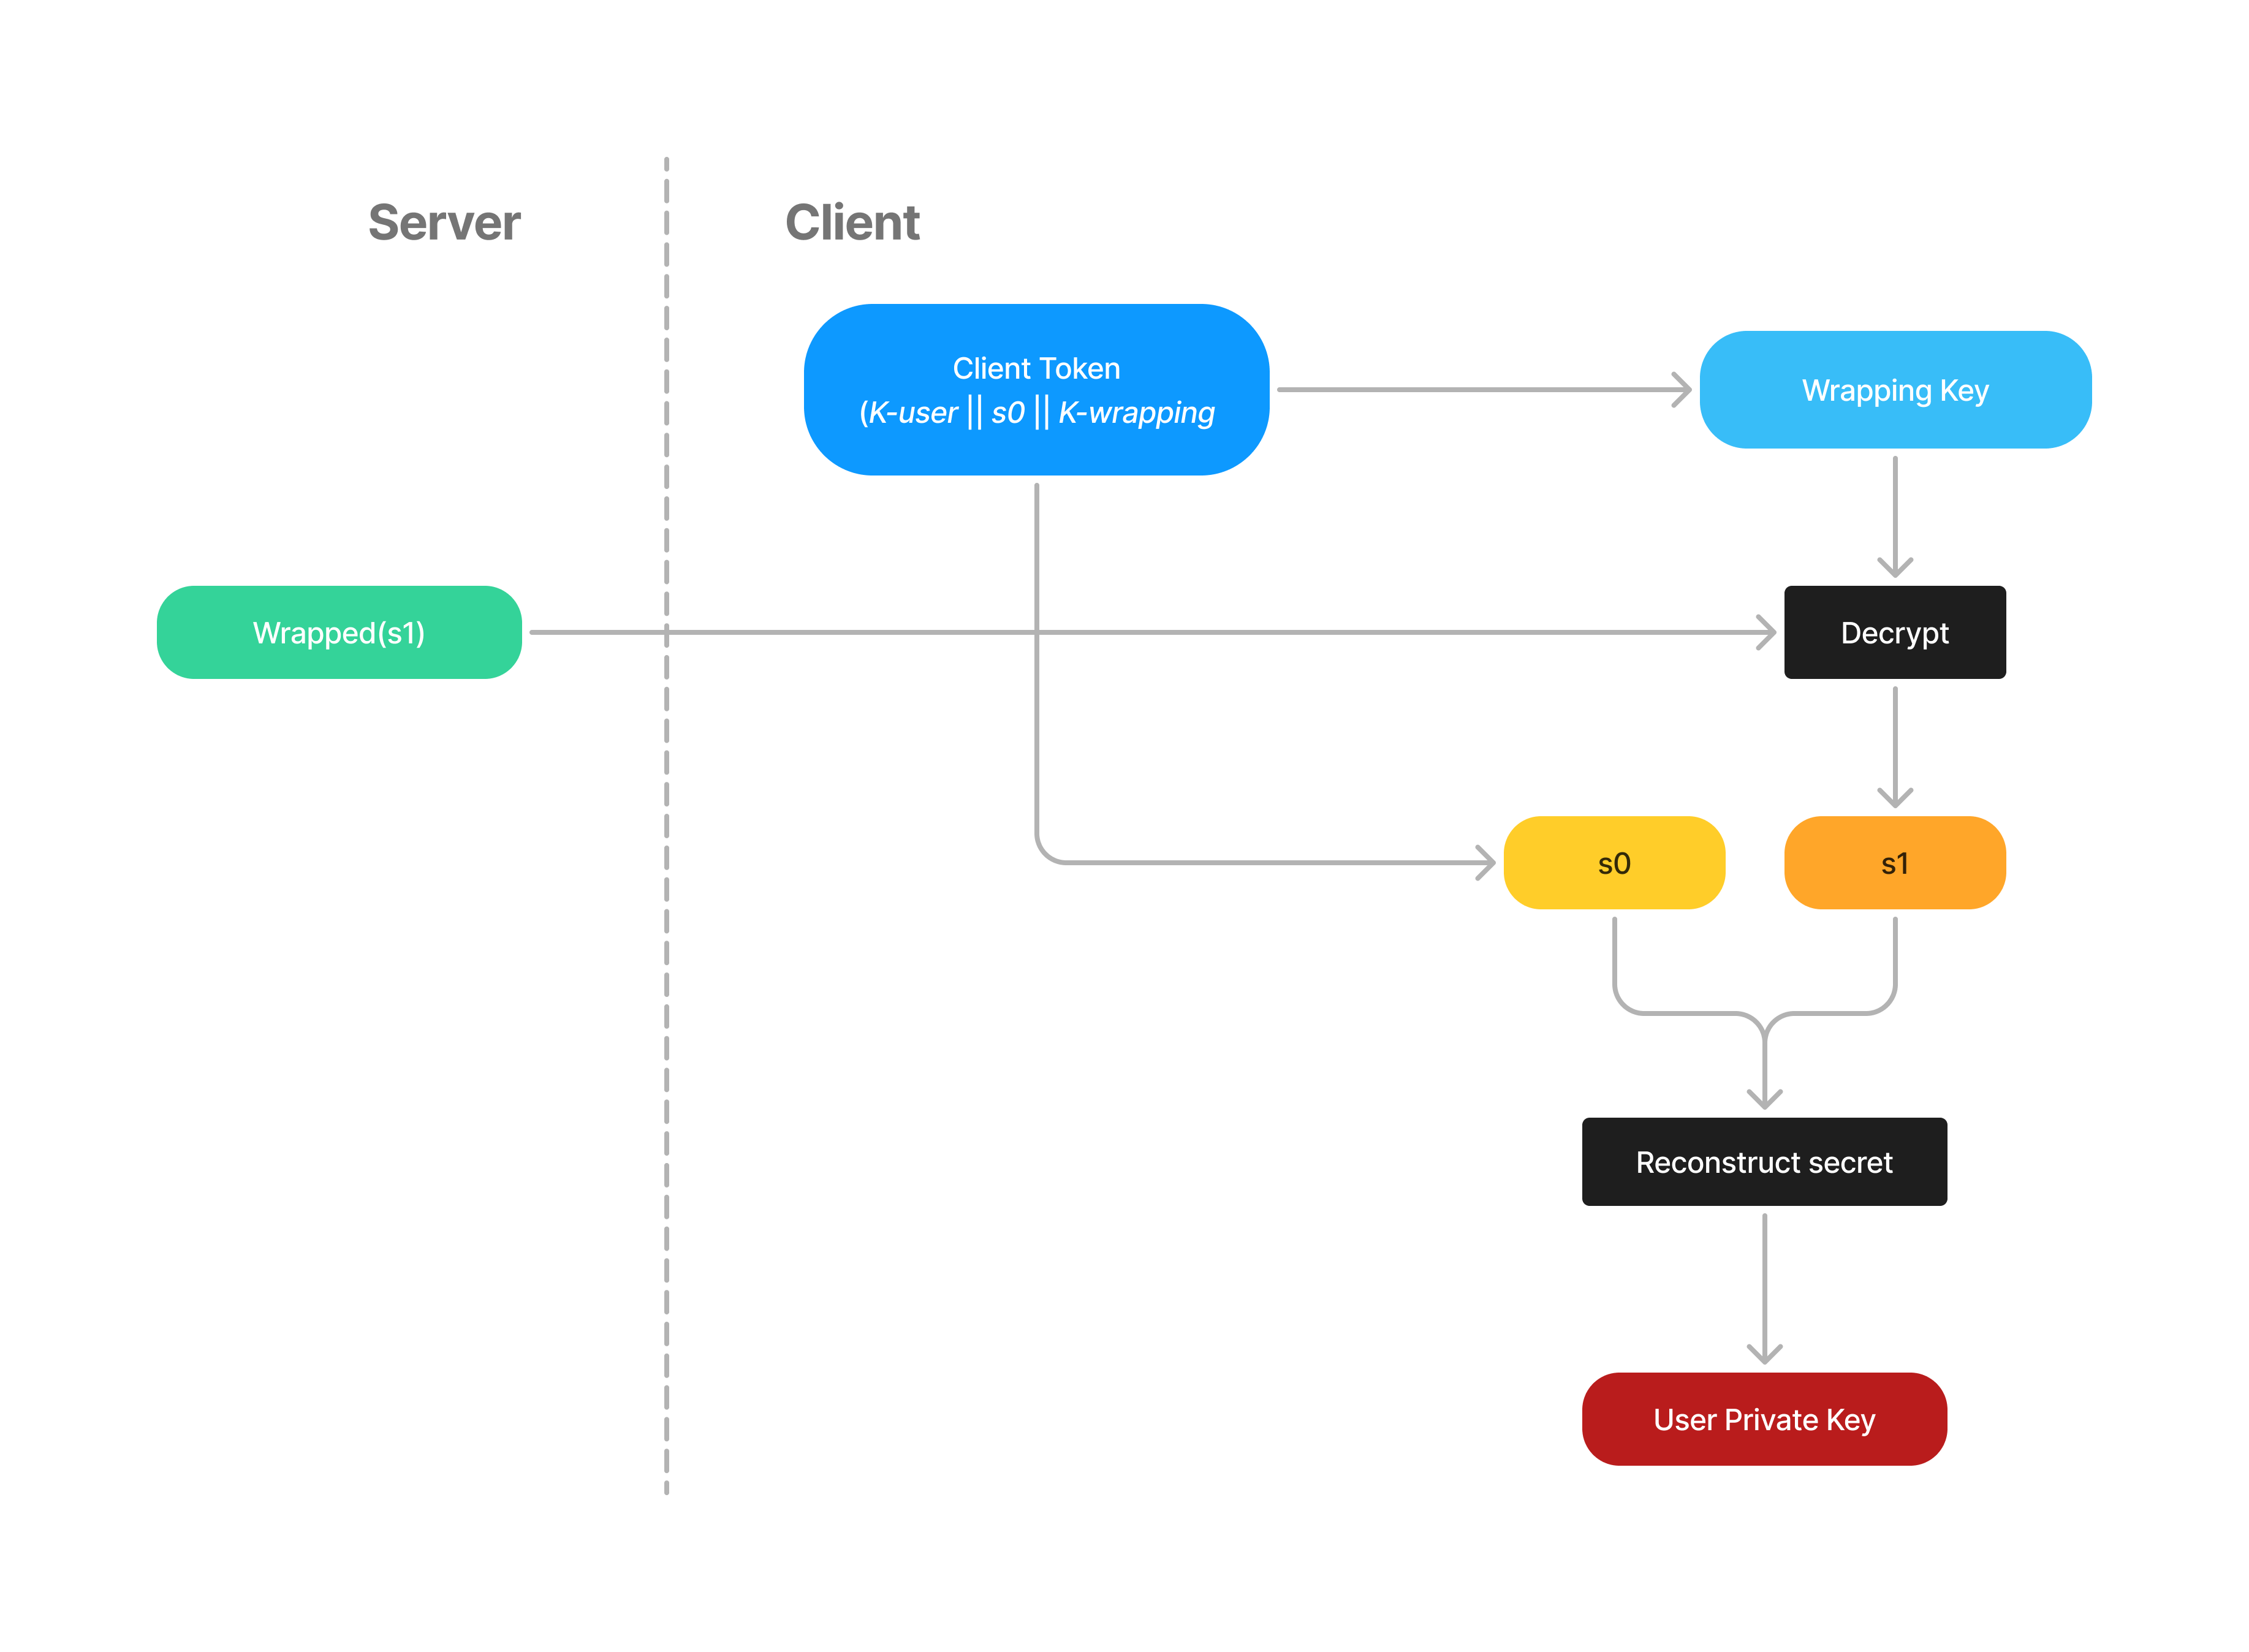 Server
Client
Client Token
(K-user || s0 || K-wrapping
Wrapping Key
Wrapped(s1)
Decrypt
s0
s1
Reconstruct secret
User Private Key